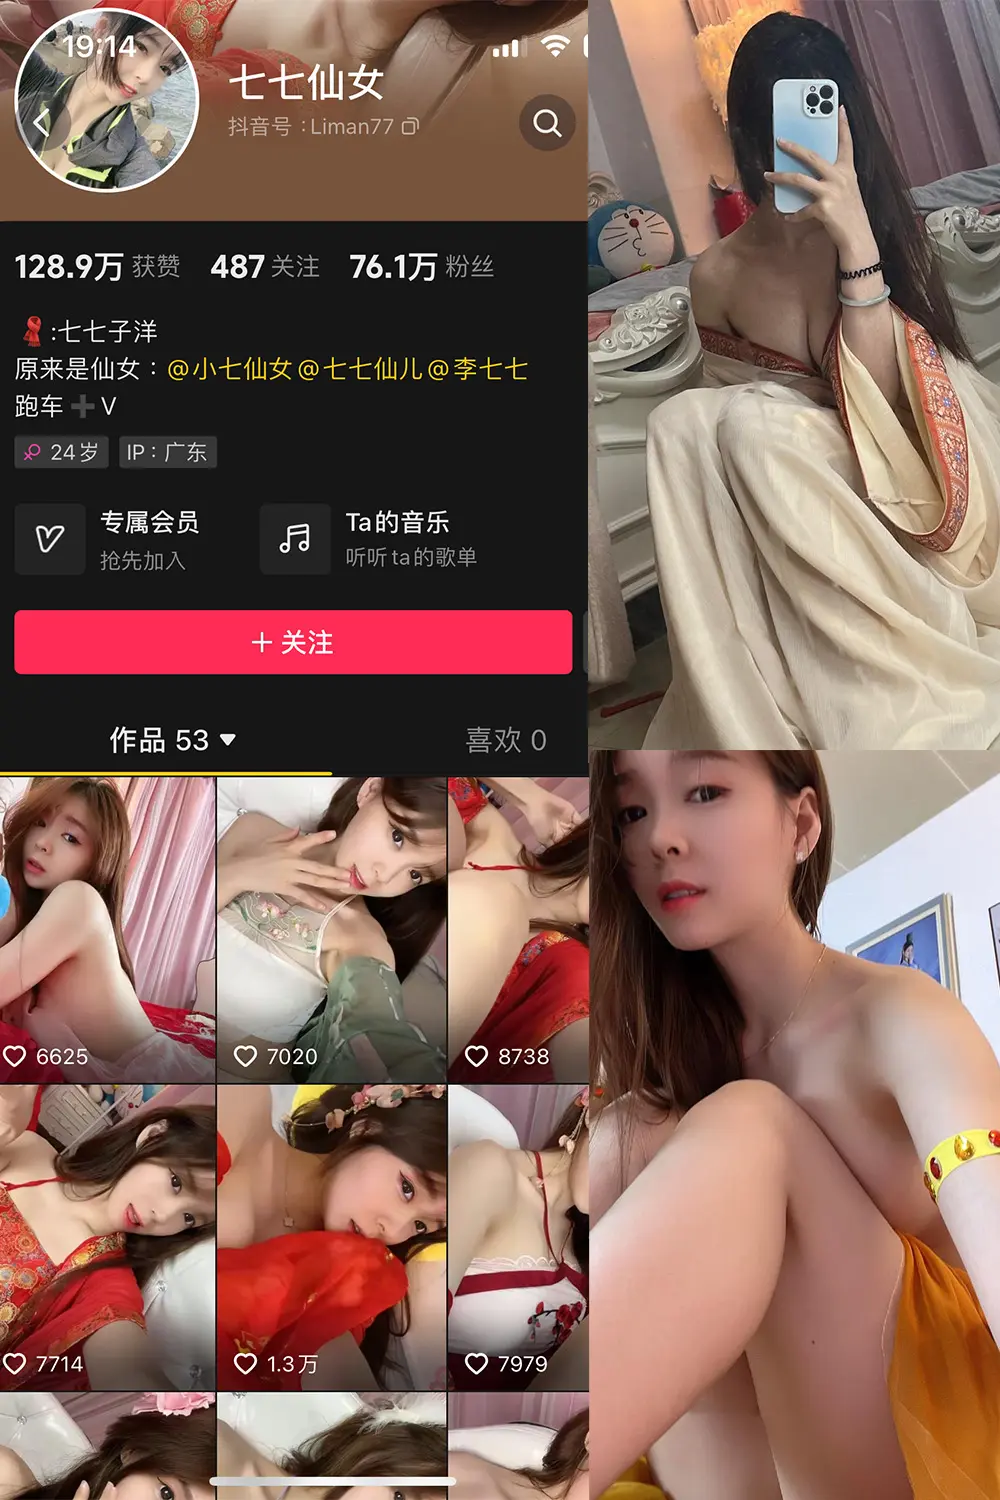 19:14
七七仙女
抖音号：Liman77
128.9万 获赞 487 关注 76.1万 粉丝
:七七子洋
原来是仙女：@小七仙女@七七仙儿@李七七
跑车➕V
24岁 IP：广东
专属会员 Ta的音乐
抢先加入 听听ta的歌单
+ 关注
作品 53 喜欢 0
6625 7020 8738
7714 1.3万 7979